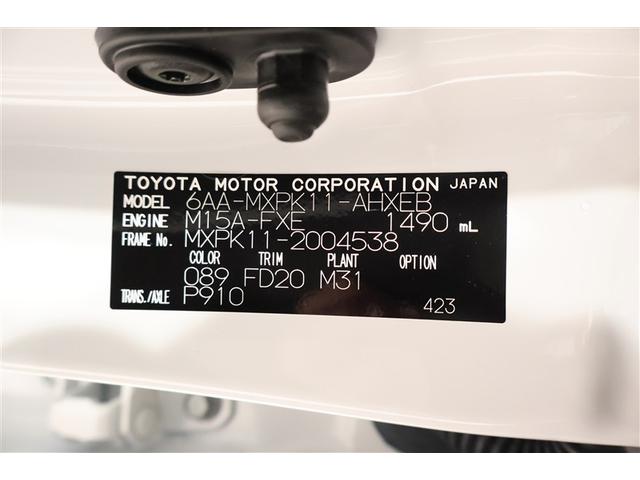 TOYOTA MOTOR CORPORATION JAPAN
MODEL 6AA-MXPK11-AHXEB
ENGINE M15A-FXE 1490 mL
FRAME No. MXPK11-2004538
COLOR TRIM PLANT OPTION
089 FD20 M31
TRANS./AXLE P910 423